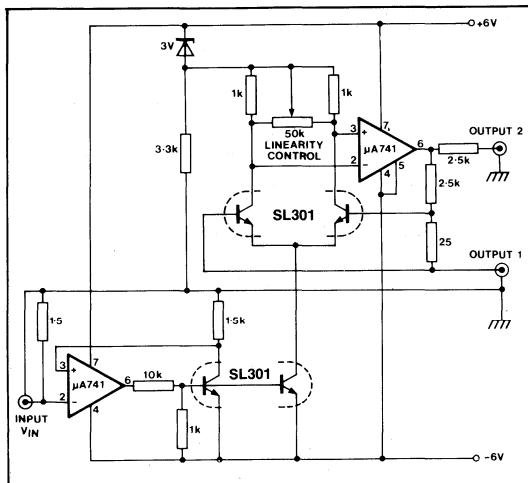 +6V
3V
1k
1k
3·3k
50k
LINEARITY
CONTROL
3
+
7
µA741
6
2
−
4
5
2·5k
OUTPUT 2
2·5k
SL301
25
OUTPUT 1
1·5
1·5k
3
+
7
µA741
6
2
−
4
10k
SL301
INPUT
VIN
1k
−6V